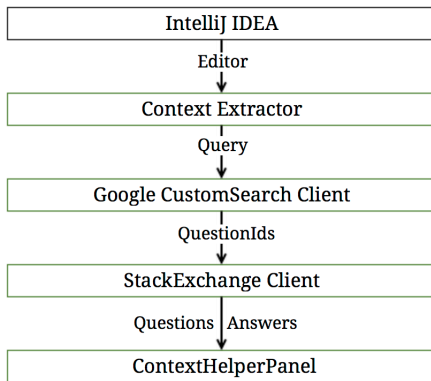 IntelliJ IDEA
Editor
Context Extractor
Query
Google CustomSearch Client
QuestionIds
StackExchange Client
Questions Answers
ContextHelperPanel